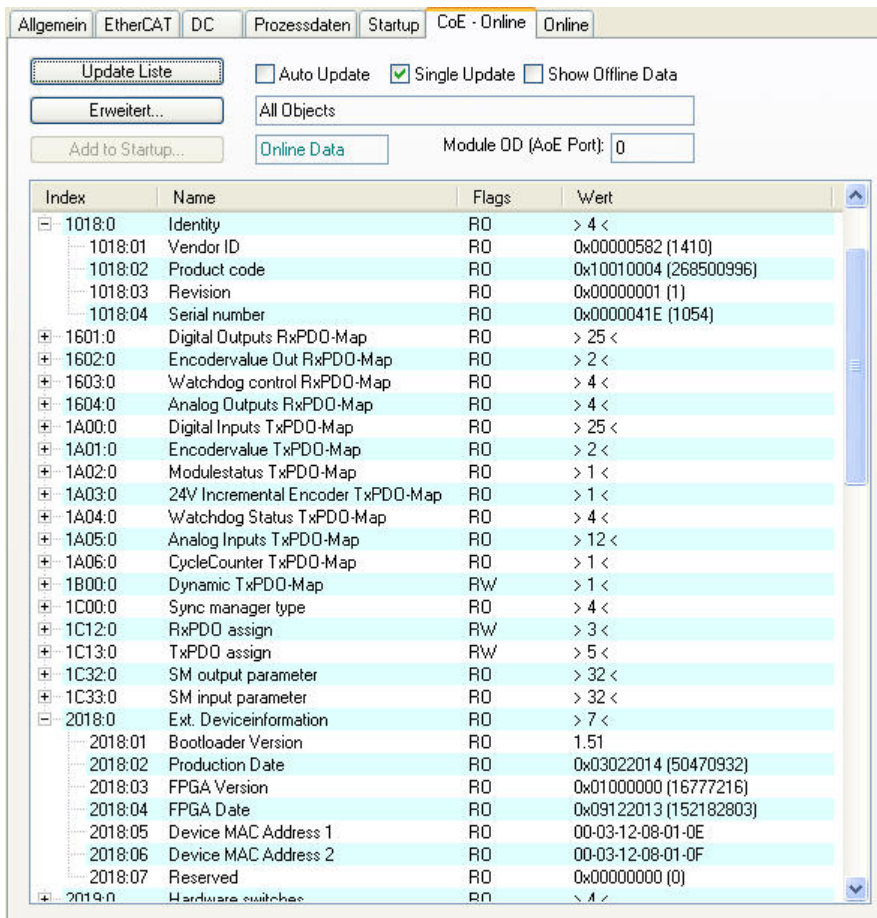 Allgemein EtherCAT DC Prozessdaten Startup CoE - Online Online
Update Liste Auto Update Single Update Show Offline Data
Erweitert... All Objects
Add to Startup... Online Data Module OD (AoE Port): 0
Index Name Flags Wert
1018:0 Identity RO > 4 <
1018:01 Vendor ID RO 0x00000582 (1410)
1018:02 Product code RO 0x10010004 (268500996)
1018:03 Revision RO 0x00000001 (1)
1018:04 Serial number RO 0x0000041E (1054)
1601:0 Digital Outputs RxPDO-Map RO > 25 <
1602:0 Encodervalue Out RxPDO-Map RO > 2 <
1603:0 Watchdog control RxPDO-Map RO > 4 <
1604:0 Analog Outputs RxPDO-Map RO > 4 <
1A00:0 Digital Inputs TxPDO-Map RO > 25 <
1A01:0 Encodervalue TxPDO-Map RO > 2 <
1A02:0 Modulestatus TxPDO-Map RO > 1 <
1A03:0 24V Incremental Encoder TxPDO-Map RO > 1 <
1A04:0 Watchdog Status TxPDO-Map RO > 4 <
1A05:0 Analog Inputs TxPDO-Map RO > 12 <
1A06:0 CycleCounter TxPDO-Map RO > 1 <
1B00:0 Dynamic TxPDO-Map RW > 1 <
1C00:0 Sync manager type RO > 4 <
1C12:0 RxPDO assign RW > 3 <
1C13:0 TxPDO assign RW > 5 <
1C32:0 SM output parameter RO > 32 <
1C33:0 SM input parameter RO > 32 <
2018:0 Ext. Deviceinformation RO > 7 <
2018:01 Bootloader Version RO 1.51
2018:02 Production Date RO 0x03022014 (50470932)
2018:03 FPGA Version RO 0x01000000 (16777216)
2018:04 FPGA Date RO 0x09122013 (152182803)
2018:05 Device MAC Address 1 RO 00-03-12-08-01-0E
2018:06 Device MAC Address 2 RO 00-03-12-08-01-0F
2018:07 Reserved RO 0x00000000 (0)
2019:0 Hardware switches RO > 4 <